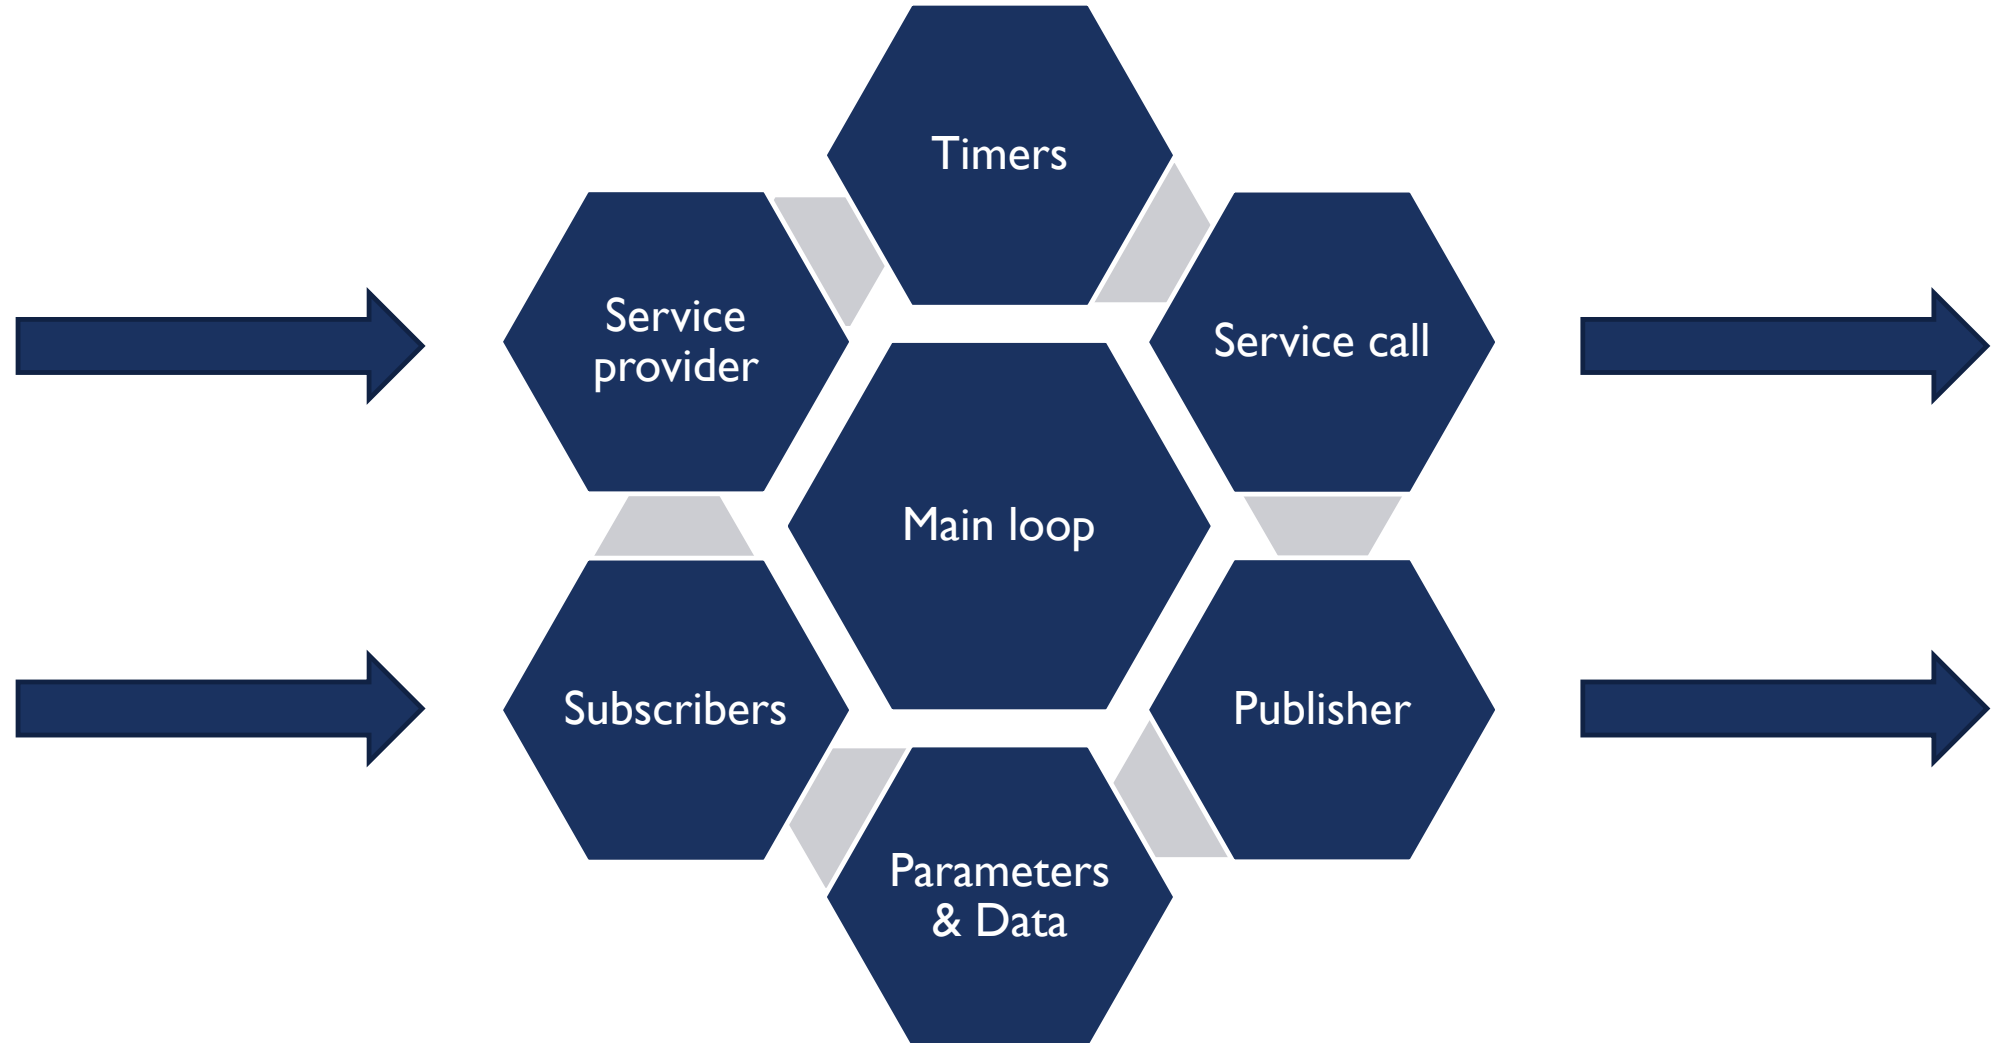 Timers
Service
provider
Service call
Main loop
Subscribers
Publisher
Parameters
& Data